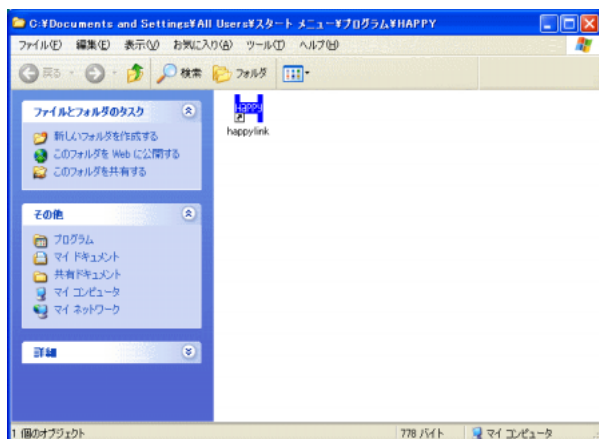 C:¥Documents and Settings¥All Users¥スタート メニュー¥プログラム¥HAPPY
ファイル(F) 編集(E) 表示(V) お気に入り(A) ツール(T) ヘルプ(H)
戻る 検索 フォルダ
ファイルとフォルダのタスク
新しいフォルダを作成する
このフォルダを Web に公開する
このフォルダを共有する
その他
プログラム
マイ ドキュメント
共有ドキュメント
マイ コンピュータ
マイ ネットワーク
詳細
HAPPY
happylink
1 個のオブジェクト 778 バイト マイ コンピュータ